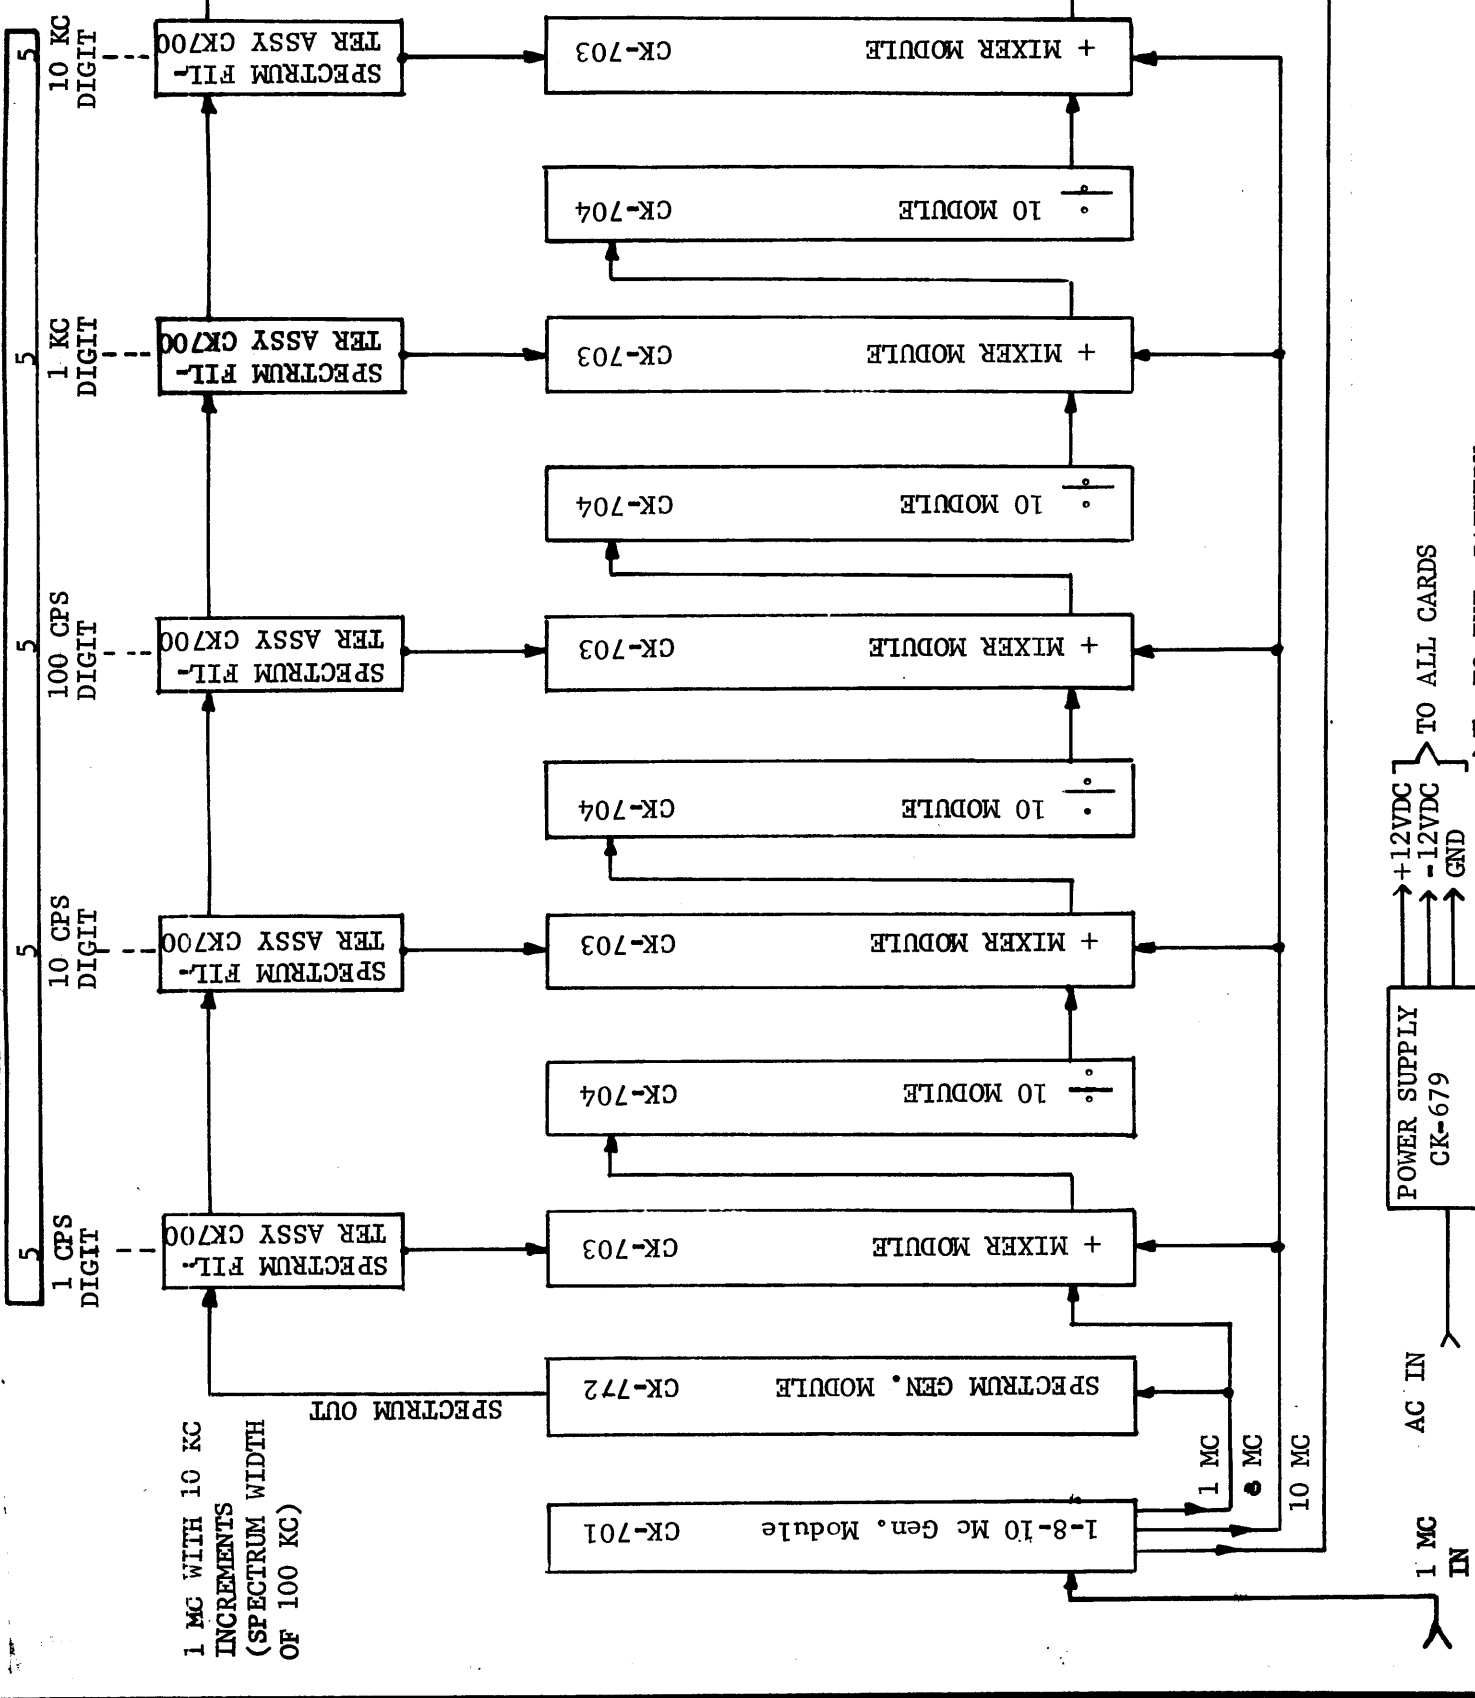 5
10 KC
DIGIT
SPECTRUM FIL-
TER ASSY CK700
+ MIXER MODULE CK-703
÷ 10 MODULE CK-704
5
1 KC
DIGIT
SPECTRUM FIL-
TER ASSY CK700
+ MIXER MODULE CK-703
÷ 10 MODULE CK-704
5
100 CPS
DIGIT
SPECTRUM FIL-
TER ASSY CK700
+ MIXER MODULE CK-703
÷ 10 MODULE CK-704
5
10 CPS
DIGIT
SPECTRUM FIL-
TER ASSY CK700
+ MIXER MODULE CK-703
÷ 10 MODULE CK-704
5
1 CPS
DIGIT
SPECTRUM FIL-
TER ASSY CK700
+ MIXER MODULE CK-703
SPECTRUM GEN. MODULE CK-772
SPECTRUM OUT
1 MC WITH 10 KC
INCREMENTS
(SPECTRUM WIDTH
OF 100 KC)
1-8-10 Mc Gen. Module CK-701
1 MC
8 MC
10 MC
1 MC
IN
AC IN
POWER SUPPLY
CK-679
+12VDC
-12VDC
GND
TO ALL CARDS